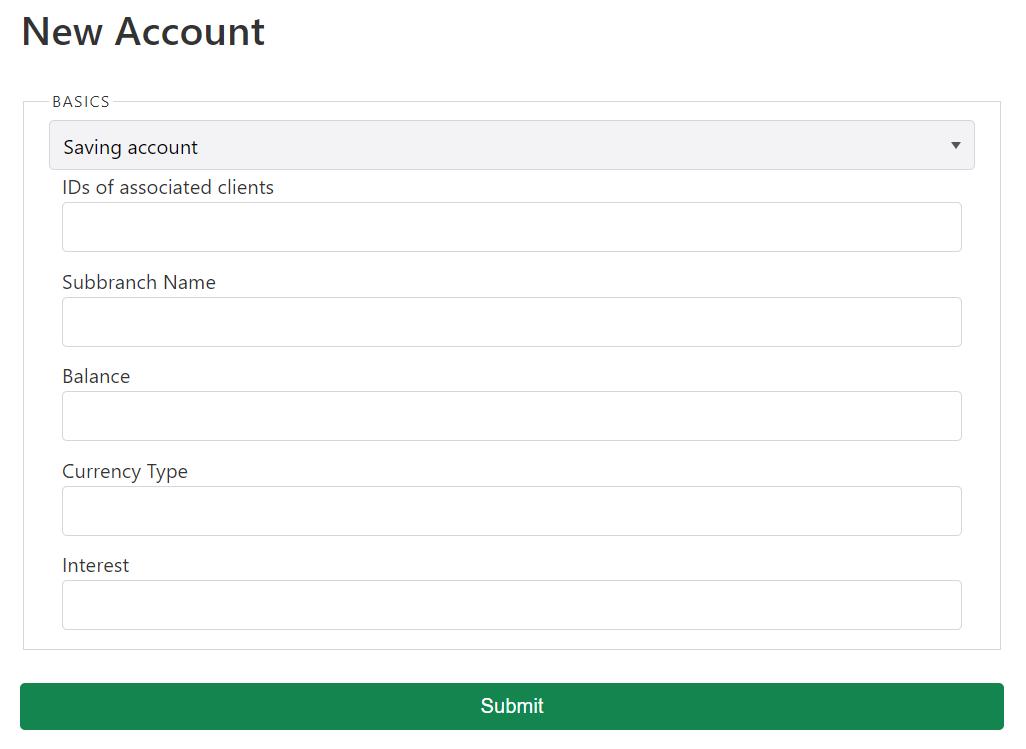 New Account
BASICS
Saving account
IDs of associated clients
Subbranch Name
Balance
Currency Type
Interest
Submit